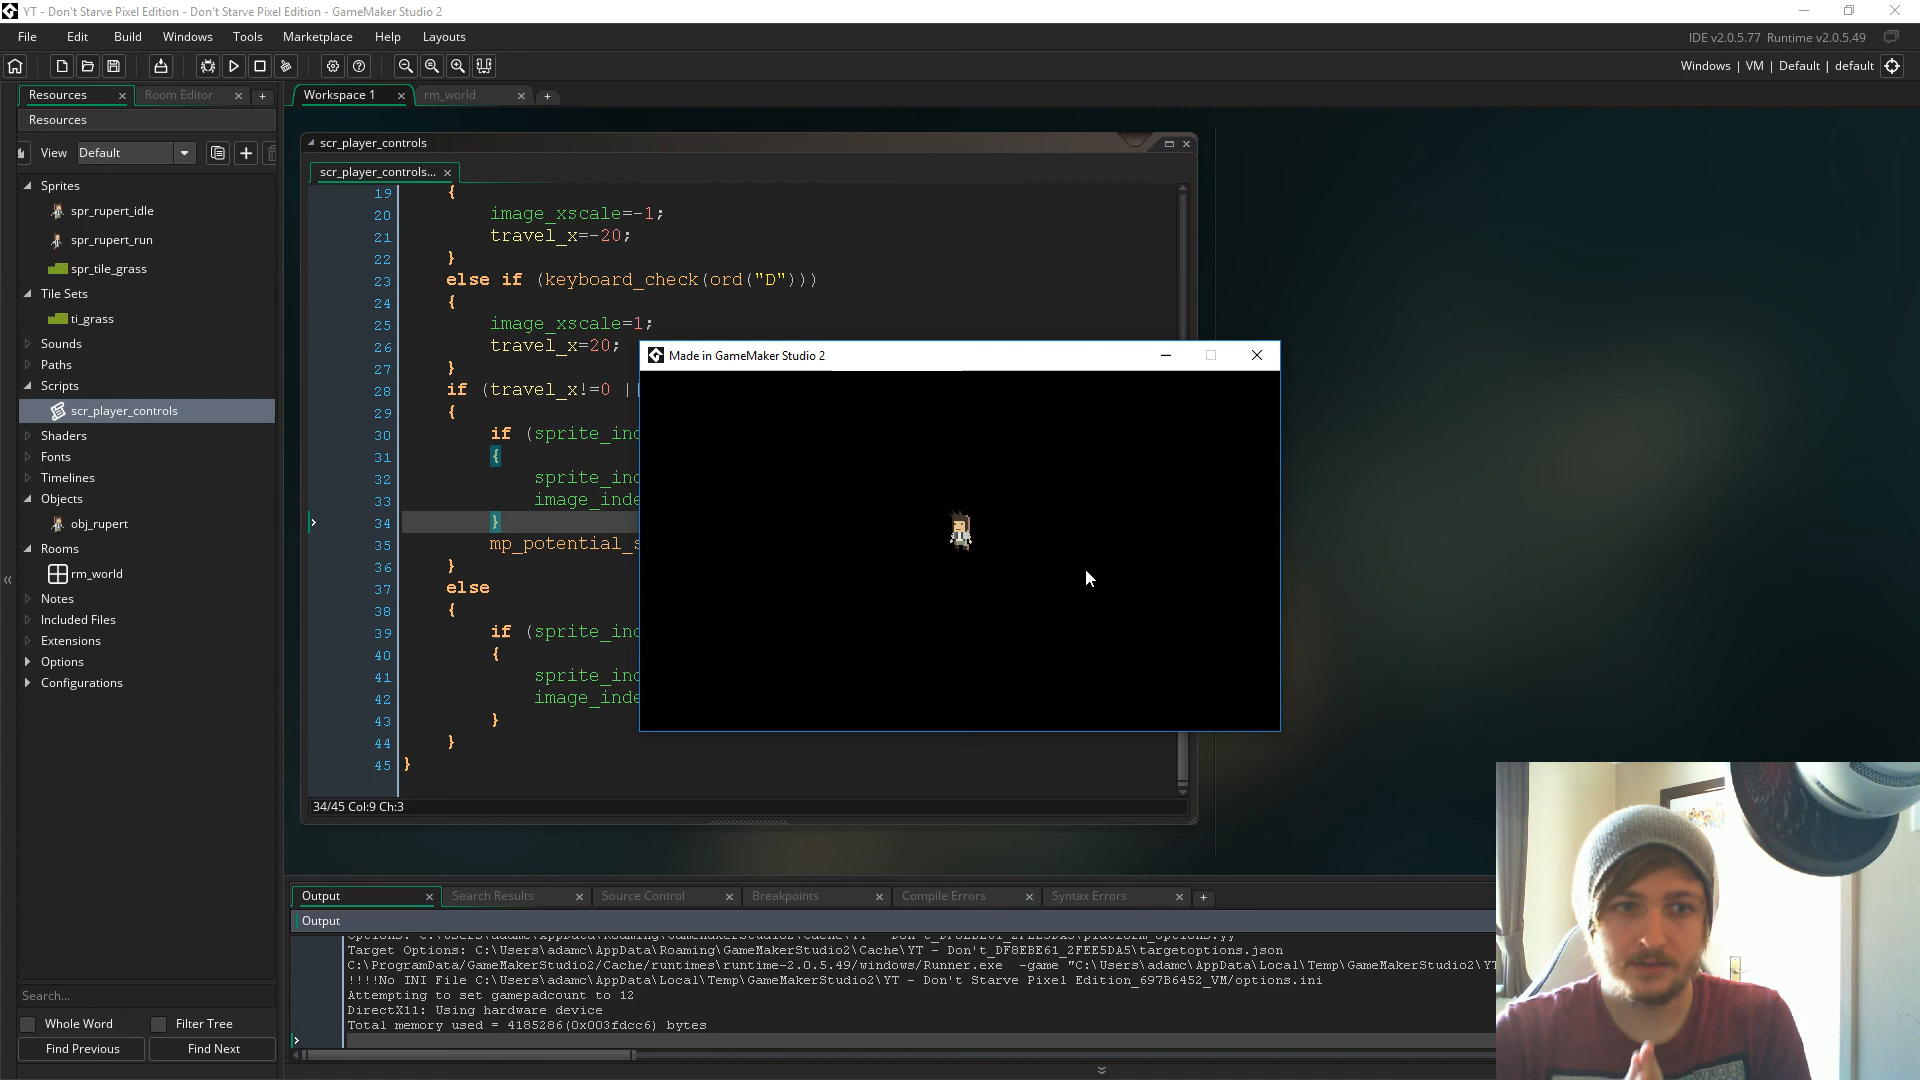 YT - Don't Starve Pixel Edition - Don't Starve Pixel Edition - GameMaker Studio 2
File Edit Build Windows Tools Marketplace Help Layouts
IDE v2.0.5.77 Runtime v2.0.5.49
Windows | VM | Default | default
Resources
Room Editor
Workspace 1
rm_world
Resources
View Default
Sprites
spr_rupert_idle
spr_rupert_run
spr_tile_grass
Tile Sets
ti_grass
Sounds
Paths
Scripts
scr_player_controls
Shaders
Fonts
Timelines
Objects
obj_rupert
Rooms
rm_world
Notes
Included Files
Extensions
Options
Configurations
Search...
Whole Word
Filter Tree
Find Previous
Find Next
scr_player_controls
scr_player_controls...
19 {
20 image_xscale=-1;
21 travel_x=-20;
22 }
23 else if (keyboard_check(ord("D")))
24 {
25 image_xscale=1;
26 travel_x=20;
27 }
28 if (travel_x!=0 |
29 {
30 if (sprite_ind
31 {
32 sprite_ind
33 image_inde
34 }
35 mp_potential_s
36 }
37 else
38 {
39 if (sprite_ind
40 {
41 sprite_ind
42 image_inde
43 }
44 }
45 }
34/45 Col:9 Ch:3
Made in GameMaker Studio 2
Output
Search Results
Source Control
Breakpoints
Compile Errors
Syntax Errors
Output
Target Options: C:\Users\adamc\AppData\Roaming\GameMakerStudio2\Cache\YT - Don't_DF8EBE61_2FEE5DA5\targetoptions.json
C:\ProgramData/GameMakerStudio2/Cache/runtimes\runtime-2.0.5.49/windows/Runner.exe -game "C:\Users\adamc\AppData\Local\Temp\GameMakerStudio2\YT
!!!!No INI File C:\Users\adamc\AppData\Local\Temp\GameMakerStudio2\YT - Don't Starve Pixel Edition_697B6452_VM/options.ini
Attempting to set gamepadcount to 12
DirectX11: Using hardware device
Total memory used = 4185286(0x003fdcc6) bytes